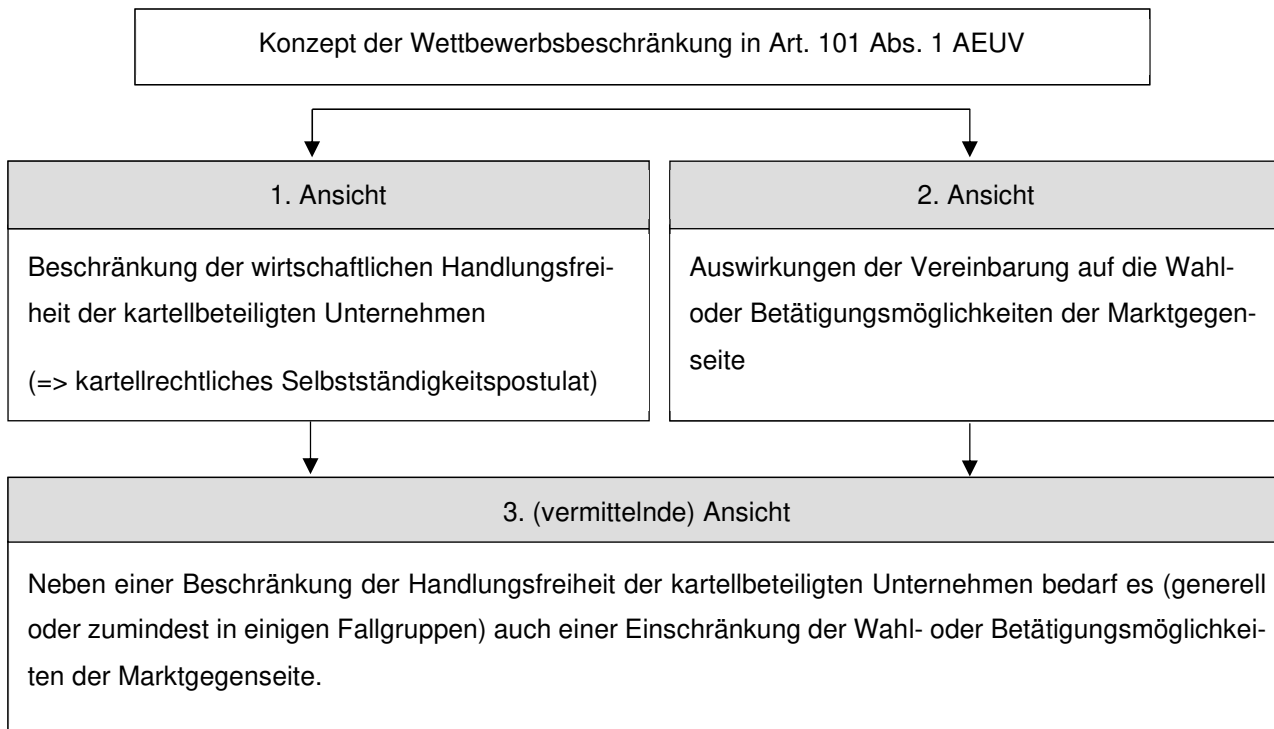 Konzept der Wettbewerbsbeschränkung in Art. 101 Abs. 1 AEUV
1. Ansicht
Beschränkung der wirtschaftlichen Handlungsfrei-
heit der kartellbeteiligten Unternehmen
(=> kartellrechtliches Selbstständigkeitspostulat)
2. Ansicht
Auswirkungen der Vereinbarung auf die Wahl-
oder Betätigungsmöglichkeiten der Marktgegen-
seite
3. (vermittelnde) Ansicht
Neben einer Beschränkung der Handlungsfreiheit der kartellbeteiligten Unternehmen bedarf es (generell
oder zumindest in einigen Fallgruppen) auch einer Einschränkung der Wahl- oder Betätigungsmöglichkei-
ten der Marktgegenseite.